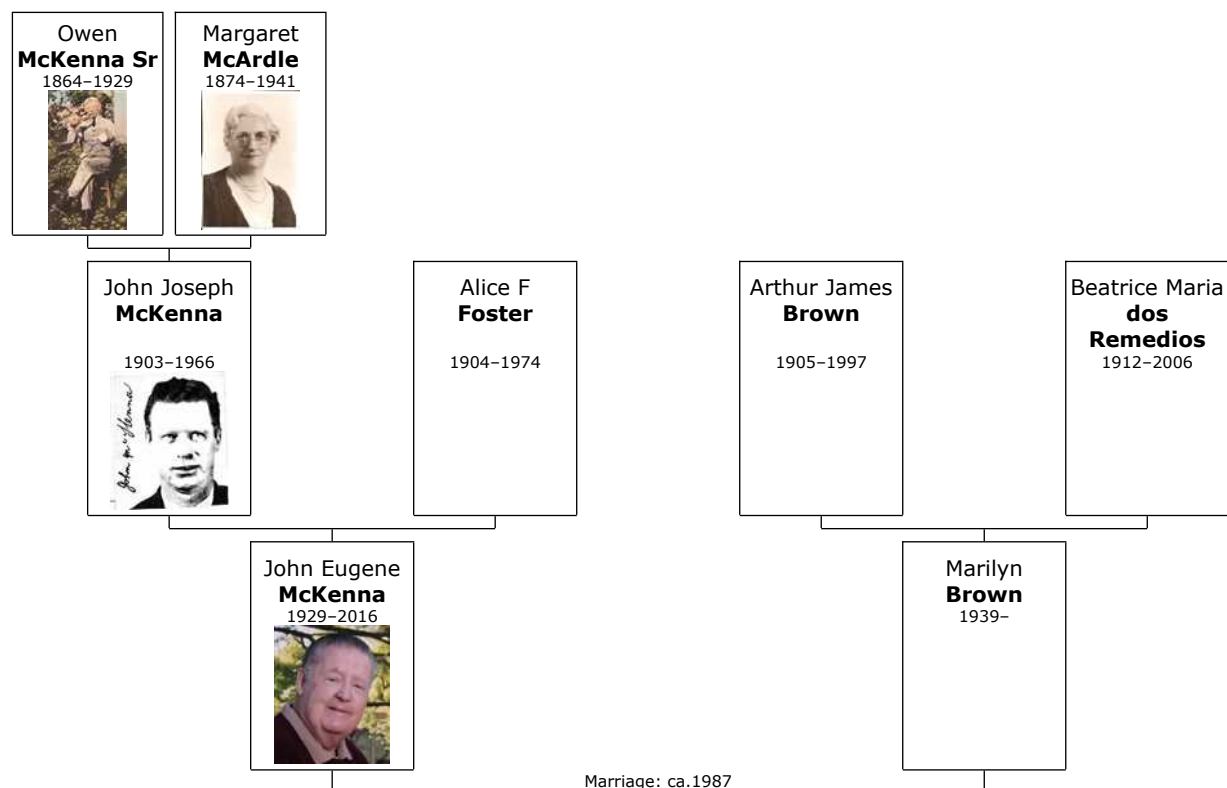 Owen
McKenna Sr
1864–1929
Margaret
McArdle
1874–1941
John Joseph
McKenna
1903–1966
John McKenna
Alice F
Foster
1904–1974
Arthur James
Brown
1905–1997
Beatrice Maria
dos
Remedios
1912–2006
John Eugene
McKenna
1929–2016
Marilyn
Brown
1939–
Marriage: ca.1987